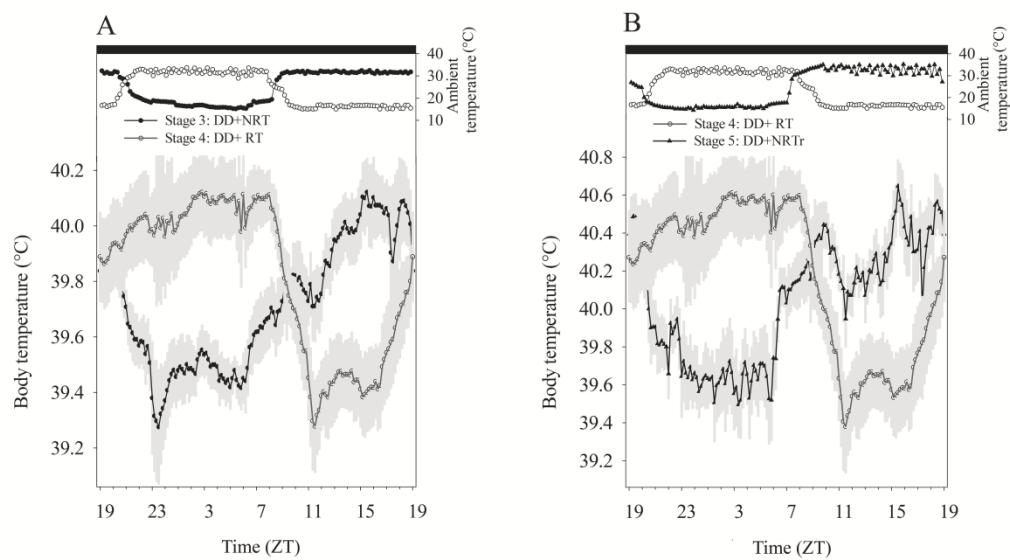 A
40
30
20
10
Ambient
temperature (°C)
Stage 3: DD+NRT
Stage 4: DD+ RT
40.2
40.0
39.8
39.6
39.4
39.2
Body temperature (°C)
19 23 3 7 11 15 19
Time (ZT)
B
40
30
20
10
Ambient
temperature (°C)
Stage 4: DD+ RT
Stage 5: DD+NRTr
40.8
40.6
40.4
40.2
40.0
39.8
39.6
39.4
39.2
Body temperature (°C)
19 23 3 7 11 15 19
Time (ZT)